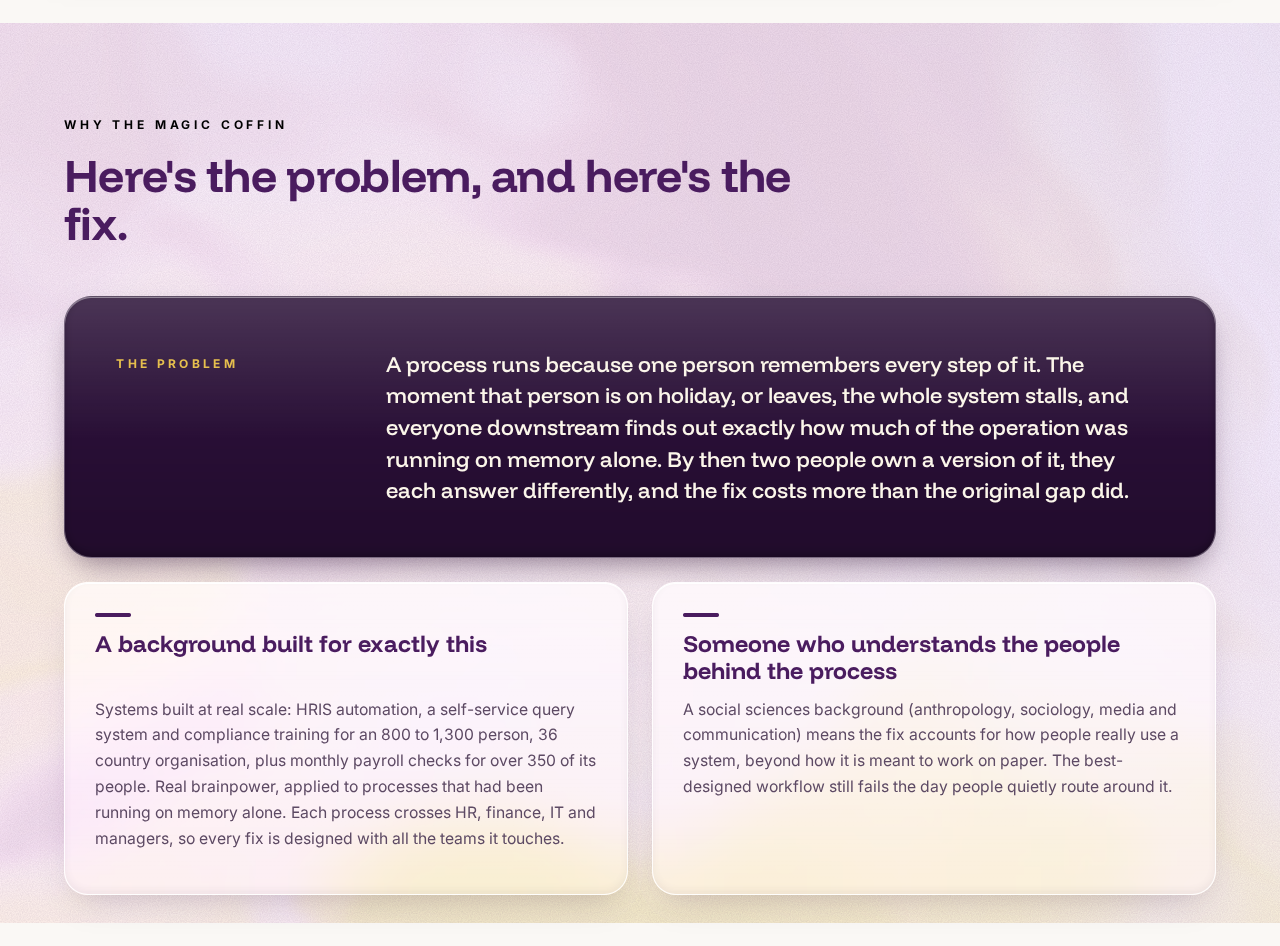 WHY THE MAGIC COFFIN
Here's the problem, and here's the
fix.
THE PROBLEM
A process runs because one person remembers every step of it. The
moment that person is on holiday, or leaves, the whole system stalls, and
everyone downstream finds out exactly how much of the operation was
running on memory alone. By then two people own a version of it, they
each answer differently, and the fix costs more than the original gap did.
A background built for exactly this
Systems built at real scale: HRIS automation, a self-service query
system and compliance training for an 800 to 1,300 person, 36
country organisation, plus monthly payroll checks for over 350 of its
people. Real brainpower, applied to processes that had been
running on memory alone. Each process crosses HR, finance, IT and
managers, so every fix is designed with all the teams it touches.
Someone who understands the people
behind the process
A social sciences background (anthropology, sociology, media and
communication) means the fix accounts for how people really use a
system, beyond how it is meant to work on paper. The best-
designed workflow still fails the day people quietly route around it.